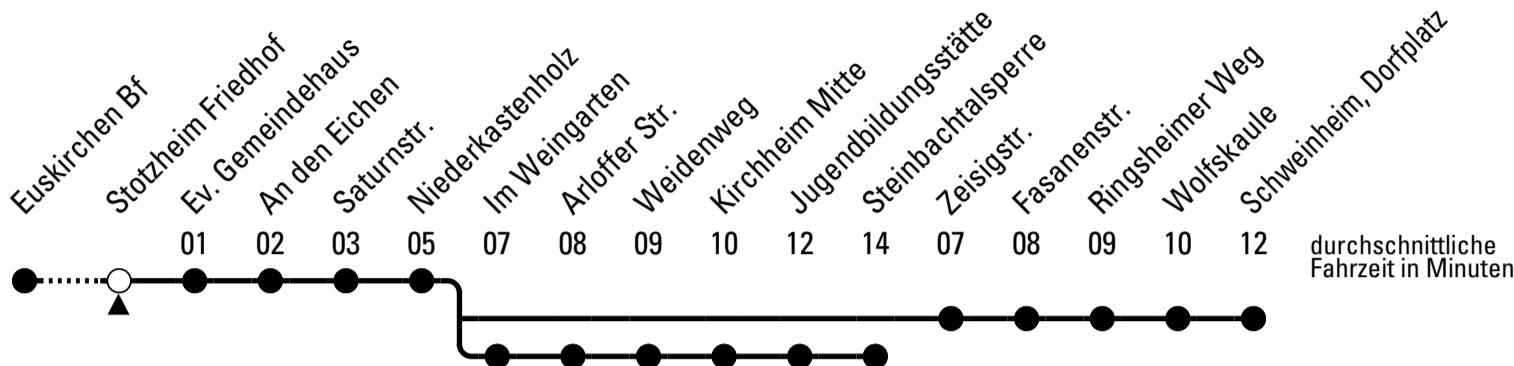 Euskirchen Bf
Stotzheim Friedhof
Ev. Gemeindehaus
An den Eichen
Saturnstr.
Niederkastenholz
Im Weingarten
Arloffer Str.
Weidenweg
Kirchheim Mitte
Jugendbildungsstätte
Steinbachtalsperre
Zeisigstr.
Fasanenstr.
Ringsheimer Weg
Wolfskaule
Schweinheim, Dorfplatz
01 02 03 05 07 08 09 10 12 14 07 08 09 10 12
durchschnittliche
Fahrzeit in Minuten